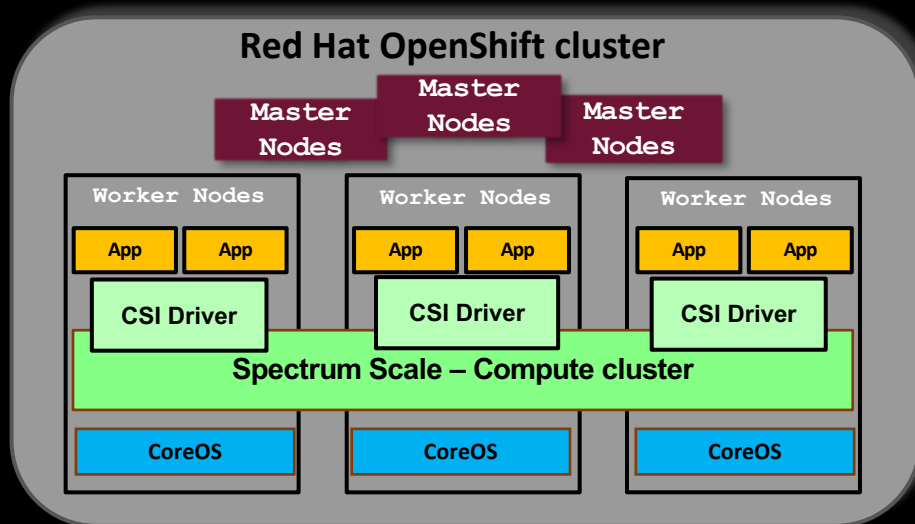 Red Hat OpenShift cluster
Master
Nodes
Master
Nodes
Master
Nodes
Worker Nodes
App App
CSI Driver
Worker Nodes
App App
CSI Driver
Worker Nodes
App App
CSI Driver
Spectrum Scale – Compute cluster
CoreOS
CoreOS
CoreOS